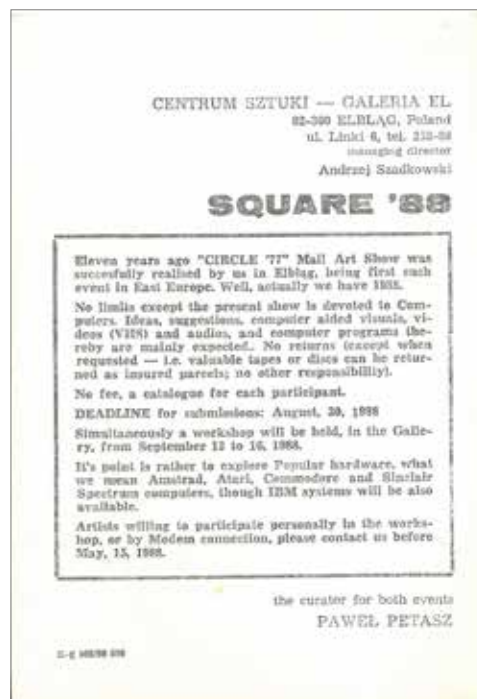 CENTRUM SZTUKI — GALERIA EL
82-300 ELBLĄG, Poland
ul. Linki 6, tel.
managing director
Andrzej Szadkowski
SQUARE '88
Eleven years ago "CIRCLE '77" Mail Art Show was
succesfully realised by us in Elbląg, being first such
event in East Europe. Well, actually we have 1988.
No limits except the present show is devoted to Com-
puters. Ideas, suggestions, computer aided visuals, vi-
deos (VHS) and audios, and computer programs the-
reby are mainly expected. No returns (except when
requested — i.e. valuable tapes or discs can be retur-
ned as insured parcels; no other responsibility).
No fee, a catalogue for each participant.
DEADLINE for submissions: August, 30, 1988
Simultaneously a workshop will be held, in the Galle-
ry, from September 12 to 16, 1988.
It's point is rather to explore Popular hardware, what
we mean Amstrad, Atari, Commodore and Sinclair
Spectrum computers, though IBM systems will be also
available.
Artists willing to participate personally in the works-
hop, or by Modem connection, please contact us before
May, 15, 1988.
the curator for both events
PAWEŁ PETASZ